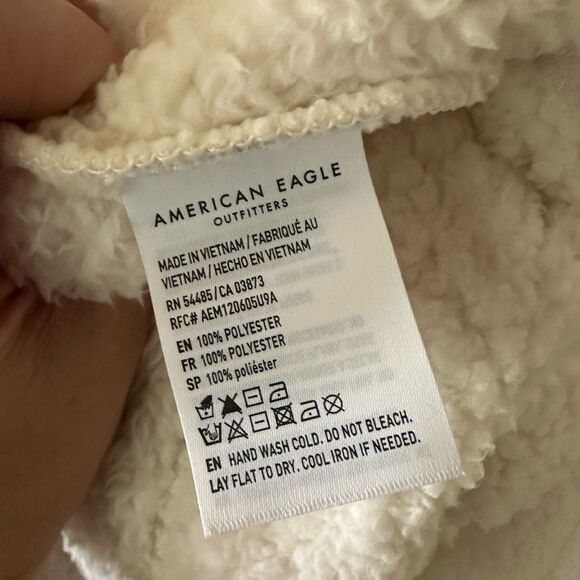 AMERICAN EAGLE
OUTFITTERS
MADE IN VIETNAM / FABRIQUÉ AU
VIETNAM / HECHO EN VIETNAM
RN 54485 / CA 03873
RFC# AEM120605U9A
EN 100% POLYESTER
FR 100% POLYESTER
SP 100% poliéster
EN HAND WASH COLD. DO NOT BLEACH.
LAY FLAT TO DRY. COOL IRON IF NEEDED.